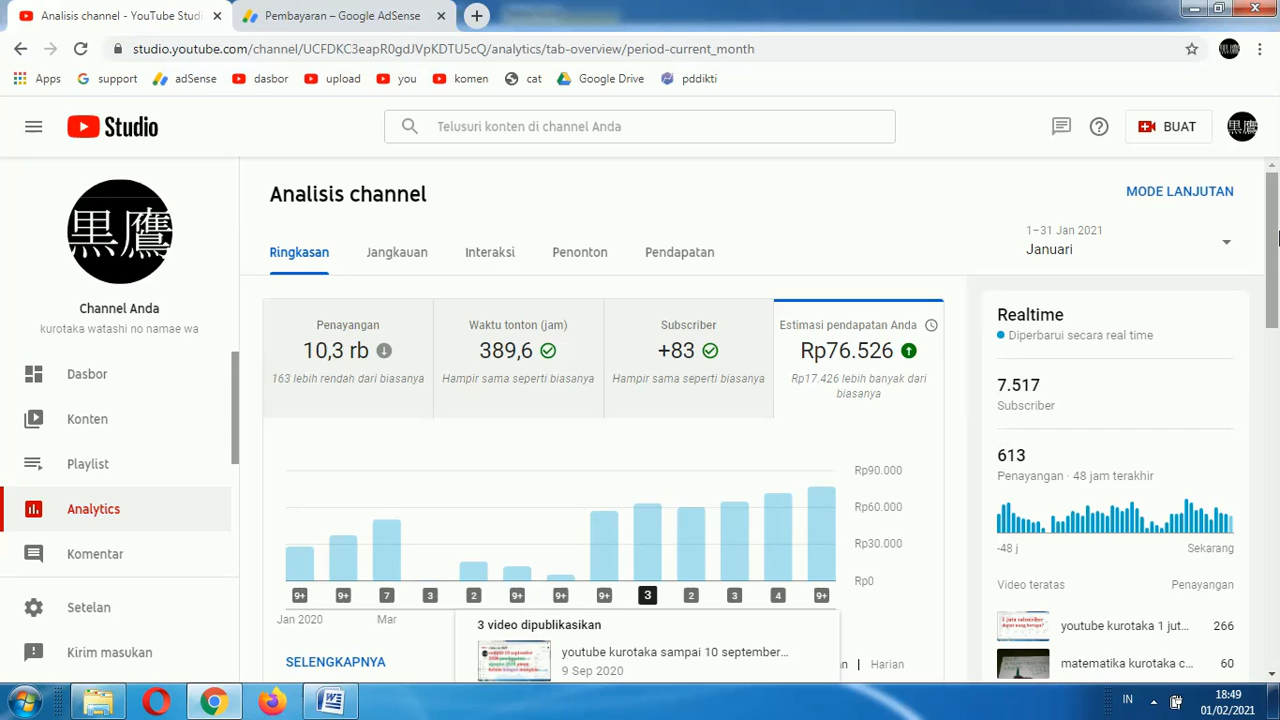 Analisis channel - YouTube Studi
Pembayaran – Google AdSense
studio.youtube.com/channel/UCFDKC3eapR0gdJVpKDTU5cQ/analytics/tab-overview/period-current_month
Apps
support
adSense
dasbor
upload
you
komen
cat
Google Drive
pddikti
Studio
Telusuri konten di channel Anda
BUAT
黒鷹
黒鷹
Channel Anda
kurotaka watashi no namae wa
Dasbor
Konten
Playlist
Analytics
Komentar
Setelan
Kirim masukan
Analisis channel
MODE LANJUTAN
1–31 Jan 2021
Januari
Ringkasan
Jangkauan
Interaksi
Penonton
Pendapatan
Penayangan
10,3 rb
163 lebih rendah dari biasanya
Waktu tonton (jam)
389,6
Hampir sama seperti biasanya
Subscriber
+83
Hampir sama seperti biasanya
Estimasi pendapatan Anda
Rp76.526
Rp17.426 lebih banyak dari
biasanya
Rp90.000
Rp60.000
Rp30.000
Rp0
9+ 9+ 7 3 2 9+ 9+ 9+ 3 2 3 4 9+
Jan 2020
Mar
3 video dipublikasikan
youtube kurotaka sampai 10 september...
9 Sep 2020
SELENGKAPNYA
Harian
Realtime
Diperbarui secara real time
7.517
Subscriber
613
Penayangan · 48 jam terakhir
-48 j
Sekarang
Video teratas
Penayangan
youtube kurotaka 1 jut...
266
matematika kurotaka c...
60
IN
18:49
01/02/2021